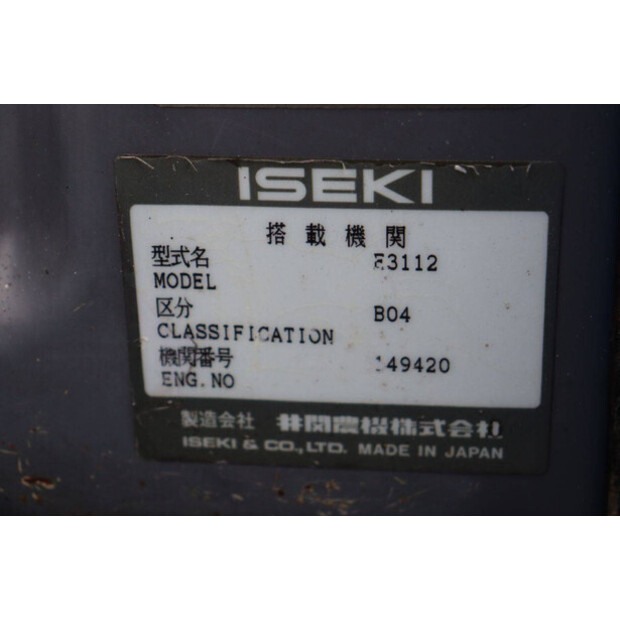 ISEKI
搭載機関
型式名 E3112
MODEL
区分 B04
CLASSIFICATION
機関番号 149420
ENG.NO
製造会社 井関農機株式会社
ISEKI & CO., LTD. MADE IN JAPAN